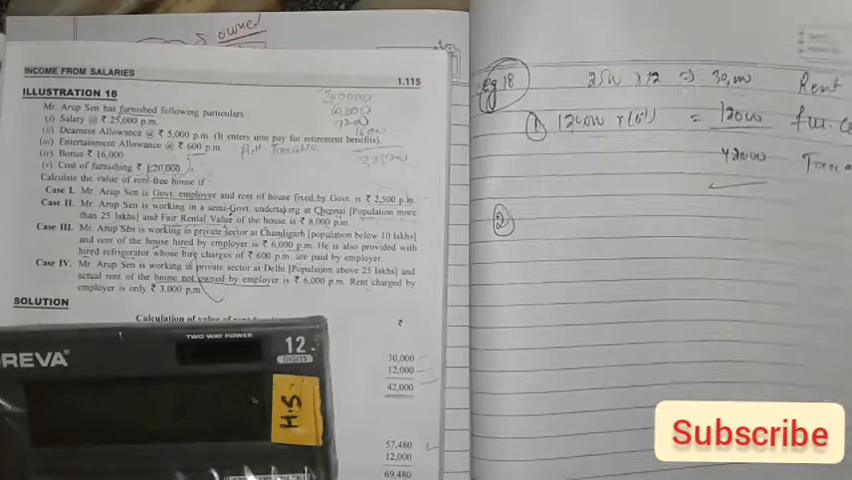 owned
INCOME FROM SALARIES 1.115
ILLUSTRATION 18
Mr. Arup Sen has furnished following particulars
(i) Salary @ ₹ 25,000 p.m.
(ii) Dearness Allowance @ ₹ 5,000 p.m. (It enters into pay for retirement benefits).
(iii) Entertainment Allowance @ ₹ 600 p.m.
(iv) Bonus ₹ 16,000
(v) Cost of furnishing ₹ 1,20,000
Calculate the value of rent-free house if :
Case I. Mr. Arup Sen is Govt. employee and rent of house fixed by Govt. is ₹ 2,500 p.m.
Case II. Mr. Arup Sen is working in a semi-Govt. undertaking at Chennai [Population more
than 25 lakhs] and Fair Rental Value of the house is ₹ 8,000 p.m.
Case III. Mr. Arup Sen is working in private sector at Chandigarh [population below 10 lakhs]
and rent of the house hired by employer is ₹ 6,000 p.m. He is also provided with
hired refrigerator whose hire charges of ₹ 600 p.m. are paid by employer.
Case IV. Mr. Arup Sen is working in private sector at Delhi [Population above 25 lakhs] and
actual rent of the house not owned by employer is ₹ 6,000 p.m. Rent charged by
employer is only ₹ 3,000 p.m.
SOLUTION
Calculation of value of rent
₹
30,000
12,000
42,000
57,480
12,000
69,480
TWO WAY POWER
REVA
12
DIGITS
H.S
Eg 18
2500 x 12 ⇒ 30,000 Rent
① = 12000
42000
②
Subscribe